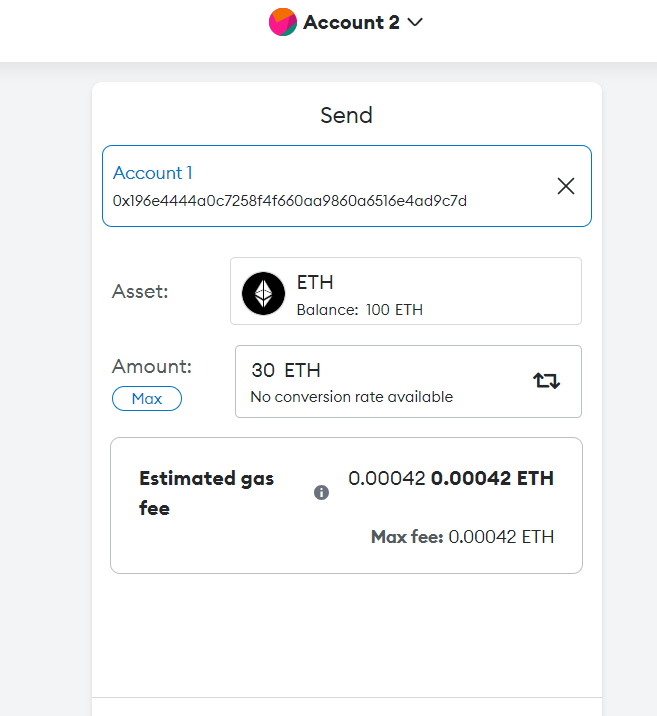 Account 2
Send
Account 1
0x196e4444a0c7258f4f660aa9860a6516e4ad9c7d
Asset:
ETH
Balance: 100 ETH
Amount:
Max
30 ETH
No conversion rate available
Estimated gas
fee
0.00042 0.00042 ETH
Max fee: 0.00042 ETH